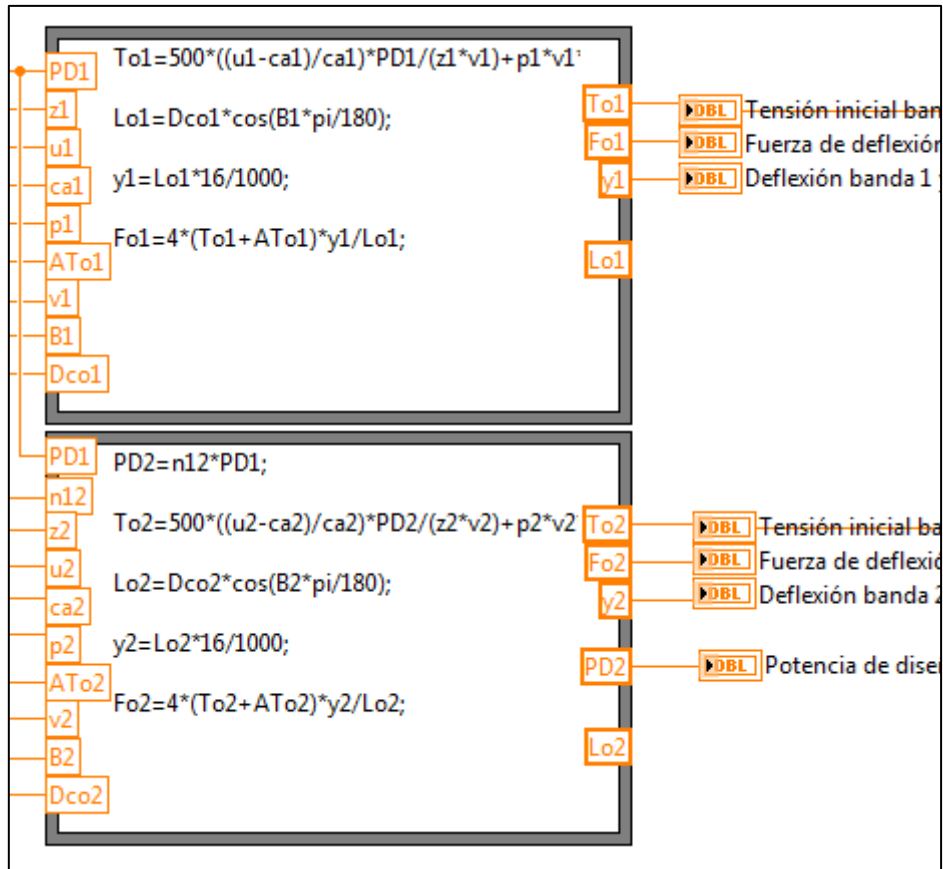 PD1
z1
u1
ca1
p1
ATo1
v1
B1
Dco1
To1=500*((u1-ca1)/ca1)*PD1/(z1*v1)+p1*v1*
Lo1=Dco1*cos(B1*pi/180);
y1=Lo1*16/1000;
Fo1=4*(To1+ATo1)*y1/Lo1;
To1
Fo1
y1
Lo1
DBL Tensión inicial ban
DBL Fuerza de deflexión
DBL Deflexión banda 1 y
PD1
n12
z2
u2
ca2
p2
ATo2
v2
B2
Dco2
PD2=n12*PD1;
To2=500*((u2-ca2)/ca2)*PD2/(z2*v2)+p2*v2
Lo2=Dco2*cos(B2*pi/180);
y2=Lo2*16/1000;
Fo2=4*(To2+ATo2)*y2/Lo2;
To2
Fo2
y2
PD2
Lo2
DBL Tensión inicial ba
DBL Fuerza de deflexió
DBL Deflexión banda 2
DBL Potencia de dise